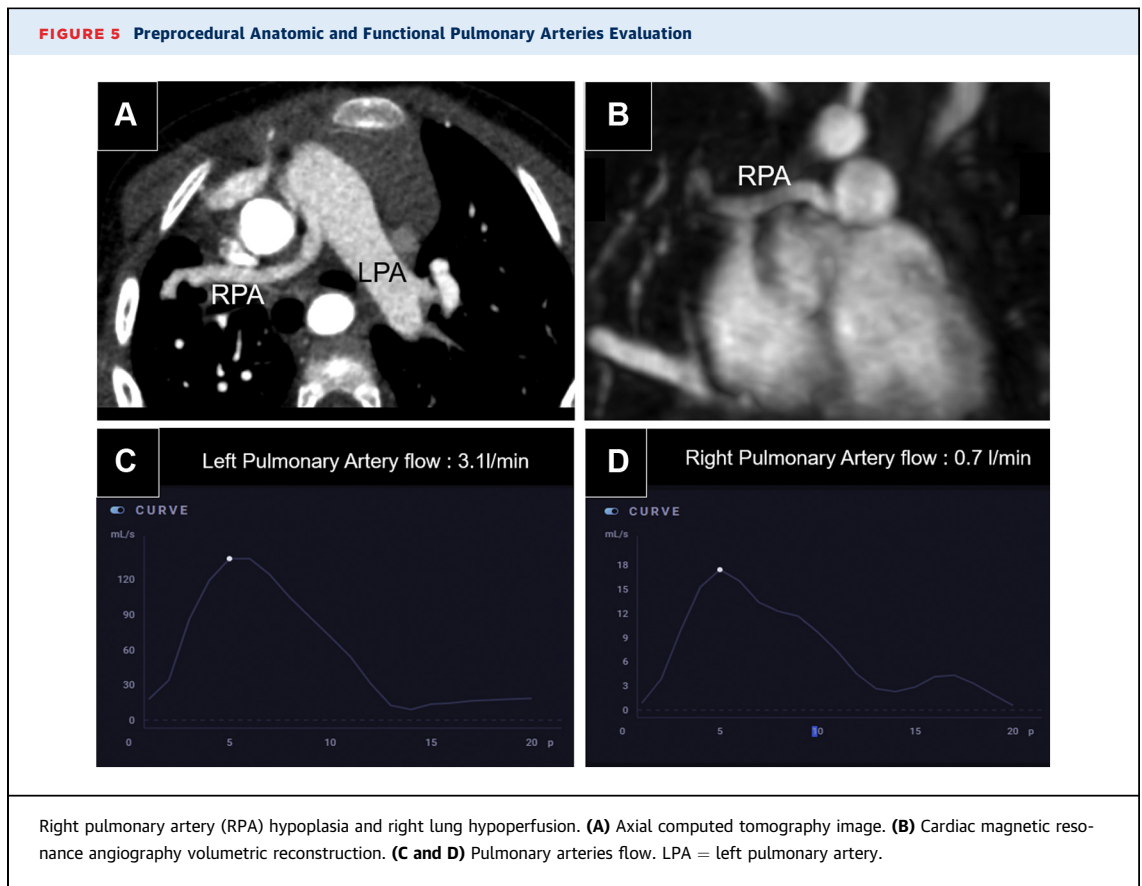 FIGURE 5 Preprocedural Anatomic and Functional Pulmonary Arteries Evaluation
A
RPA
LPA
B
RPA
C
Left Pulmonary Artery flow : 3.1l/min
CURVE
mL/s
120
90
60
30
0
0 5 10 15 20 p
D
Right Pulmonary Artery flow : 0.7 l/min
CURVE
mL/s
18
15
12
9
6
3
0
0 5 10 15 20 p
Right pulmonary artery (RPA) hypoplasia and right lung hypoperfusion. (A) Axial computed tomography image. (B) Cardiac magnetic reso-
nance angiography volumetric reconstruction. (C and D) Pulmonary arteries flow. LPA = left pulmonary artery.